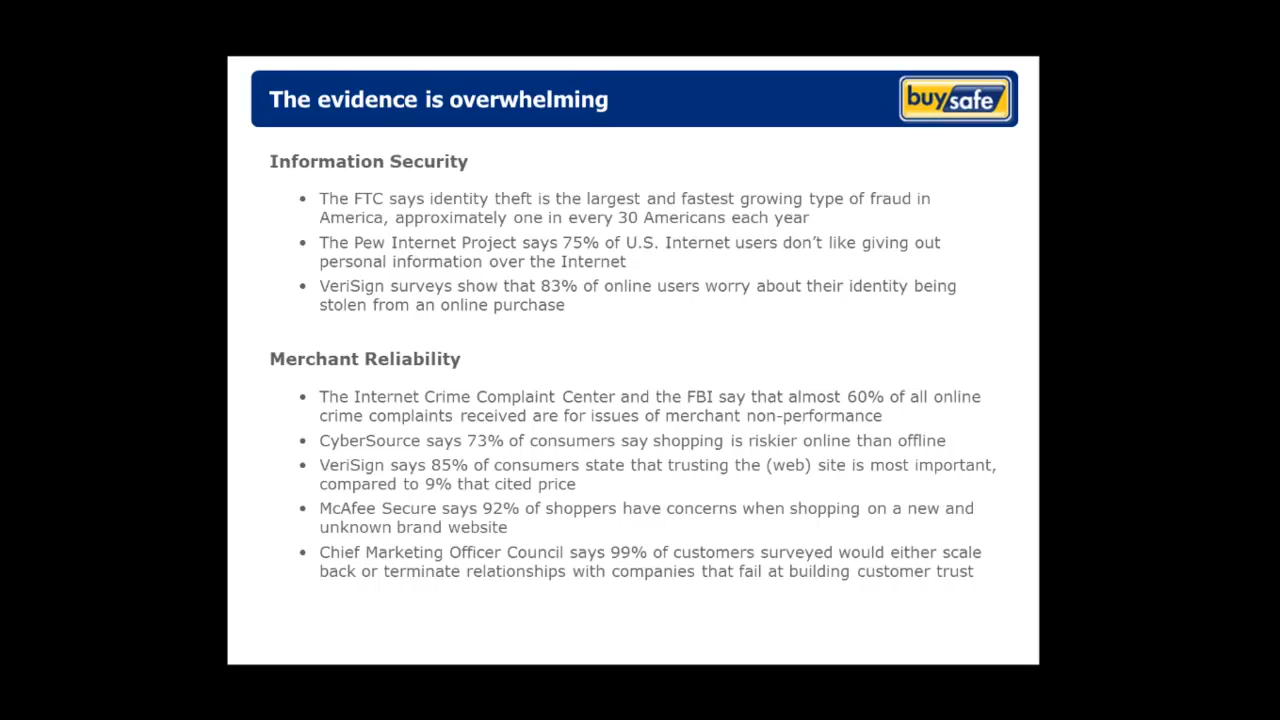 The evidence is overwhelming
buy safe
Information Security
• The FTC says identity theft is the largest and fastest growing type of fraud in
America, approximately one in every 30 Americans each year
• The Pew Internet Project says 75% of U.S. Internet users don’t like giving out
personal information over the Internet
• VeriSign surveys show that 83% of online users worry about their identity being
stolen from an online purchase
Merchant Reliability
• The Internet Crime Complaint Center and the FBI say that almost 60% of all online
crime complaints received are for issues of merchant non-performance
• CyberSource says 73% of consumers say shopping is riskier online than offline
• VeriSign says 85% of consumers state that trusting the (web) site is most important,
compared to 9% that cited price
• McAfee Secure says 92% of shoppers have concerns when shopping on a new and
unknown brand website
• Chief Marketing Officer Council says 99% of customers surveyed would either scale
back or terminate relationships with companies that fail at building customer trust